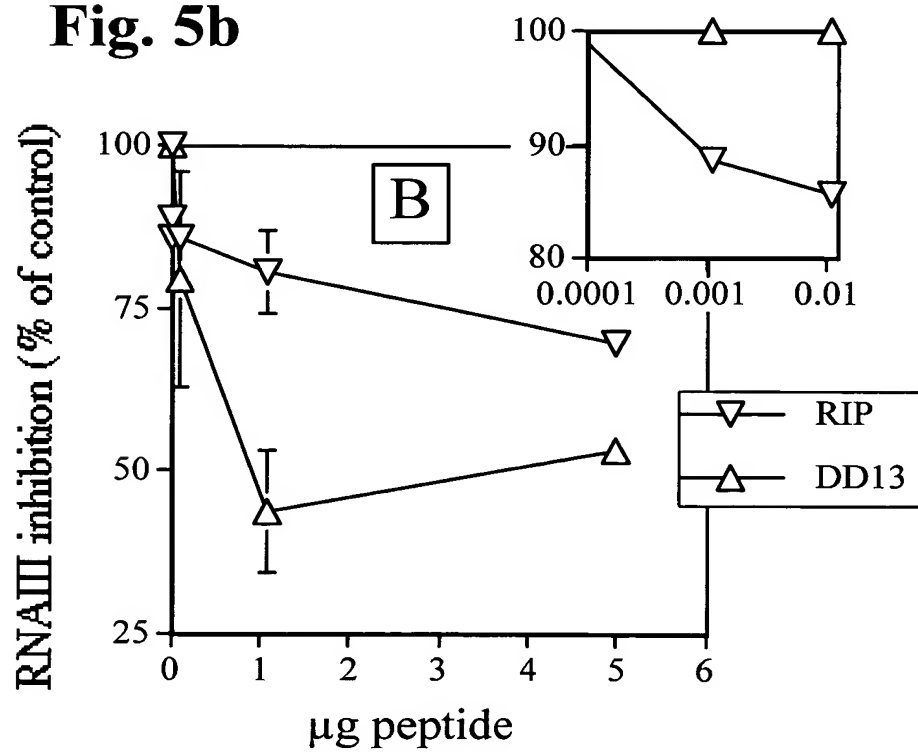 Fig. 5b
100
90
80
0.0001 0.001 0.01
RNAIII inhibition (% of control)
100
75
50
25
B
RIP
DD13
0 1 2 3 4 5 6
µg peptide